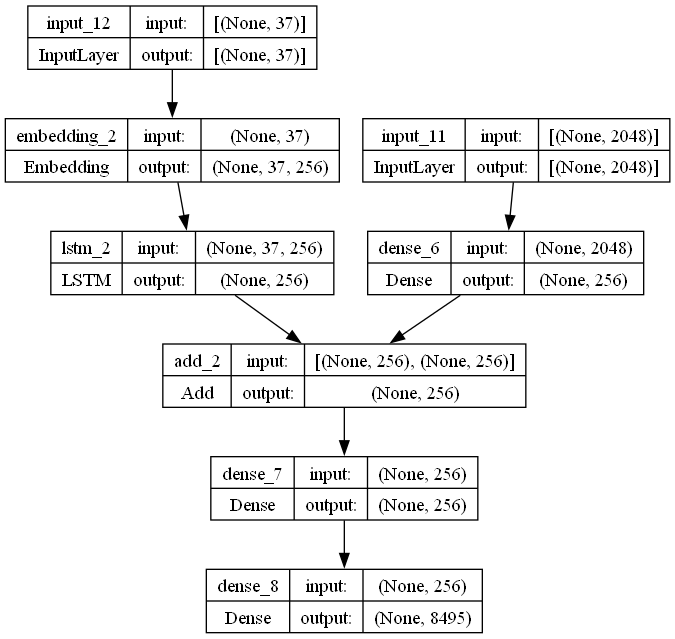 input_12 input: [(None, 37)]
InputLayer output: [(None, 37)]
embedding_2 input: (None, 37)
Embedding output: (None, 37, 256)
input_11 input: [(None, 2048)]
InputLayer output: [(None, 2048)]
lstm_2 input: (None, 37, 256)
LSTM output: (None, 256)
dense_6 input: (None, 2048)
Dense output: (None, 256)
add_2 input: [(None, 256), (None, 256)]
Add output: (None, 256)
dense_7 input: (None, 256)
Dense output: (None, 256)
dense_8 input: (None, 256)
Dense output: (None, 8495)